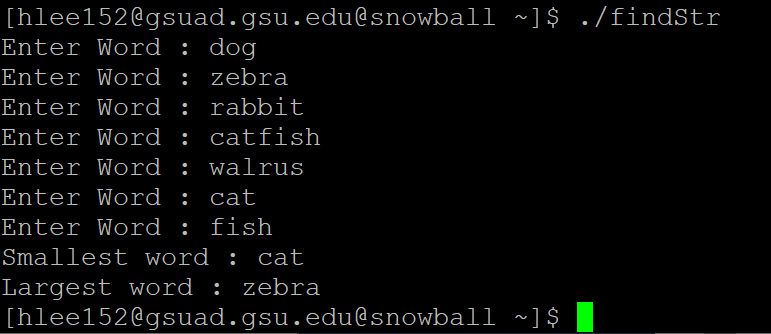 [hlee152@gsuad.gsu.edu@snowball ~]$ ./findStr
Enter Word : dog
Enter Word : zebra
Enter Word : rabbit
Enter Word : catfish
Enter Word : walrus
Enter Word : cat
Enter Word : fish
Smallest word : cat
Largest word : zebra
[hlee152@gsuad.gsu.edu@snowball ~]$